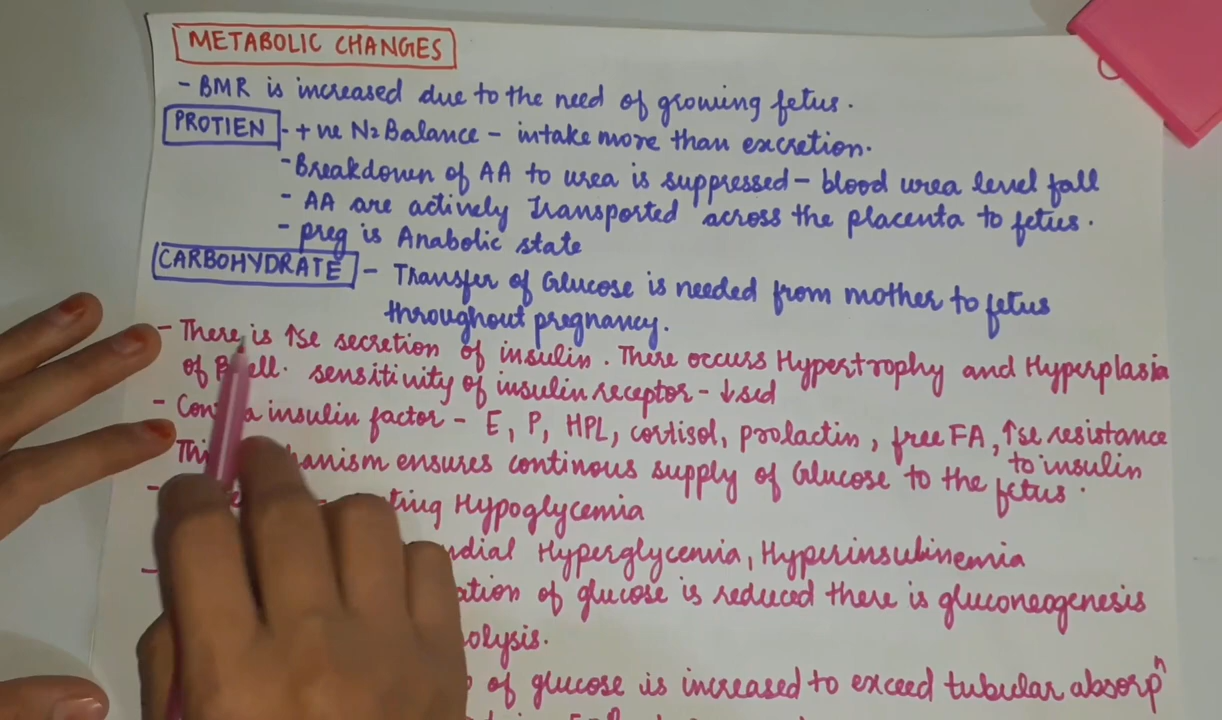 METABOLIC CHANGES
- BMR is increased due to the need of growing fetus.
PROTIEN - +ve N2 Balance - intake more than excretion.
- Breakdown of AA to urea is suppressed - blood urea level fall
- AA are actively transported across the placenta to fetus.
- preg is Anabolic state
CARBOHYDRATE - Transfer of Glucose is needed from mother to fetus
throughout pregnancy.
- There is ↑se secretion of insulin. There occurs Hypertrophy and Hyperplasia
of cell. sensitivity of insulin receptor - ↓sed
- insulin factor - E, P, HPL, cortisol, prolactin, free FA, ↑se resistance
to insulin
ensures continous supply of Glucose to the fetus.
Hypoglycemia
Hyperglycemia, Hyperinsulinemia
of glucose is reduced there is gluconeogenesis
of glucose is increased to exceed tubular absorpn